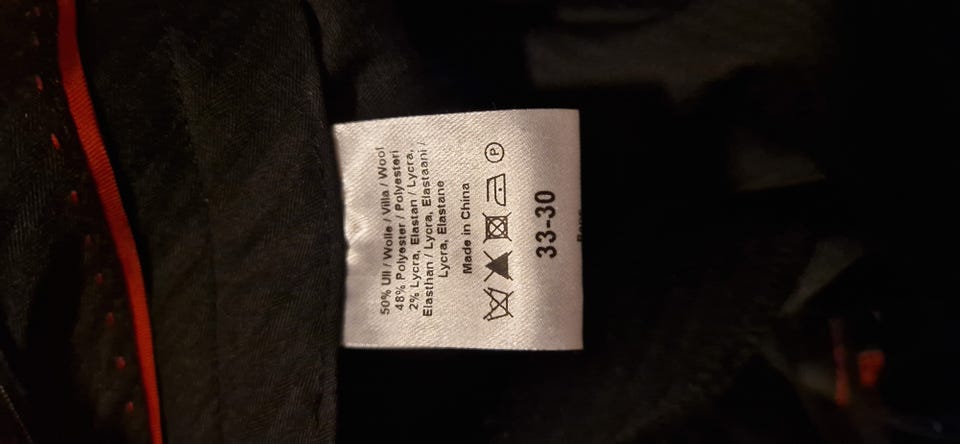 50% Ull / Wolle / Villa / Wool
48% Polyester / Polyesteri
2% Lycra, Elastan / Lycra,
Elasthan / Lycra, Elastaani /
Lycra, Elastane
Made in China
P
33-30